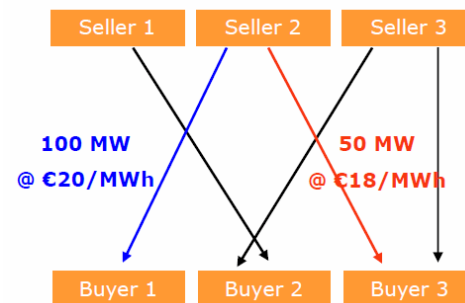 Seller 1
Seller 2
Seller 3
100 MW
@ €20/MWh
50 MW
@ €18/MWh
Buyer 1
Buyer 2
Buyer 3